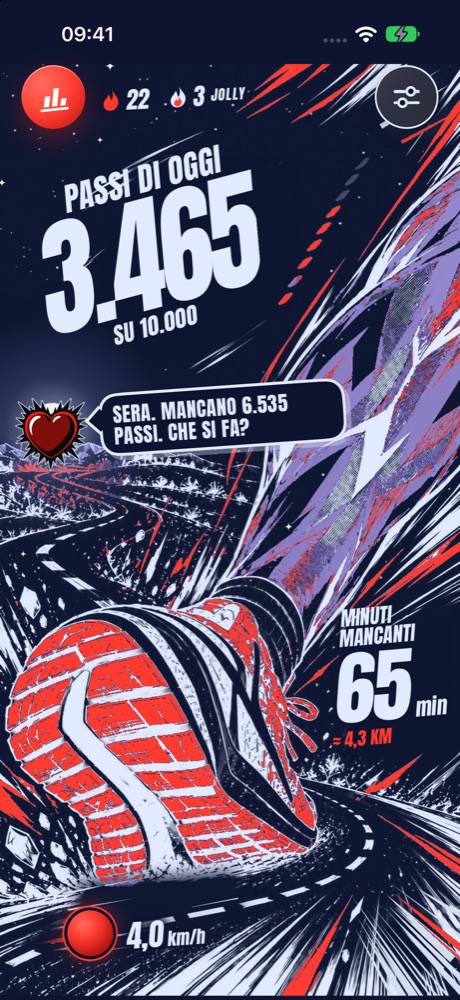 09:41
22 3 JOLLY
PASSI DI OGGI
3.465
SU 10.000
SERA. MANCANO 6.535
PASSI. CHE SI FA?
MINUTI
MANCANTI
65 min
≈ 4,3 KM
4,0 km/h